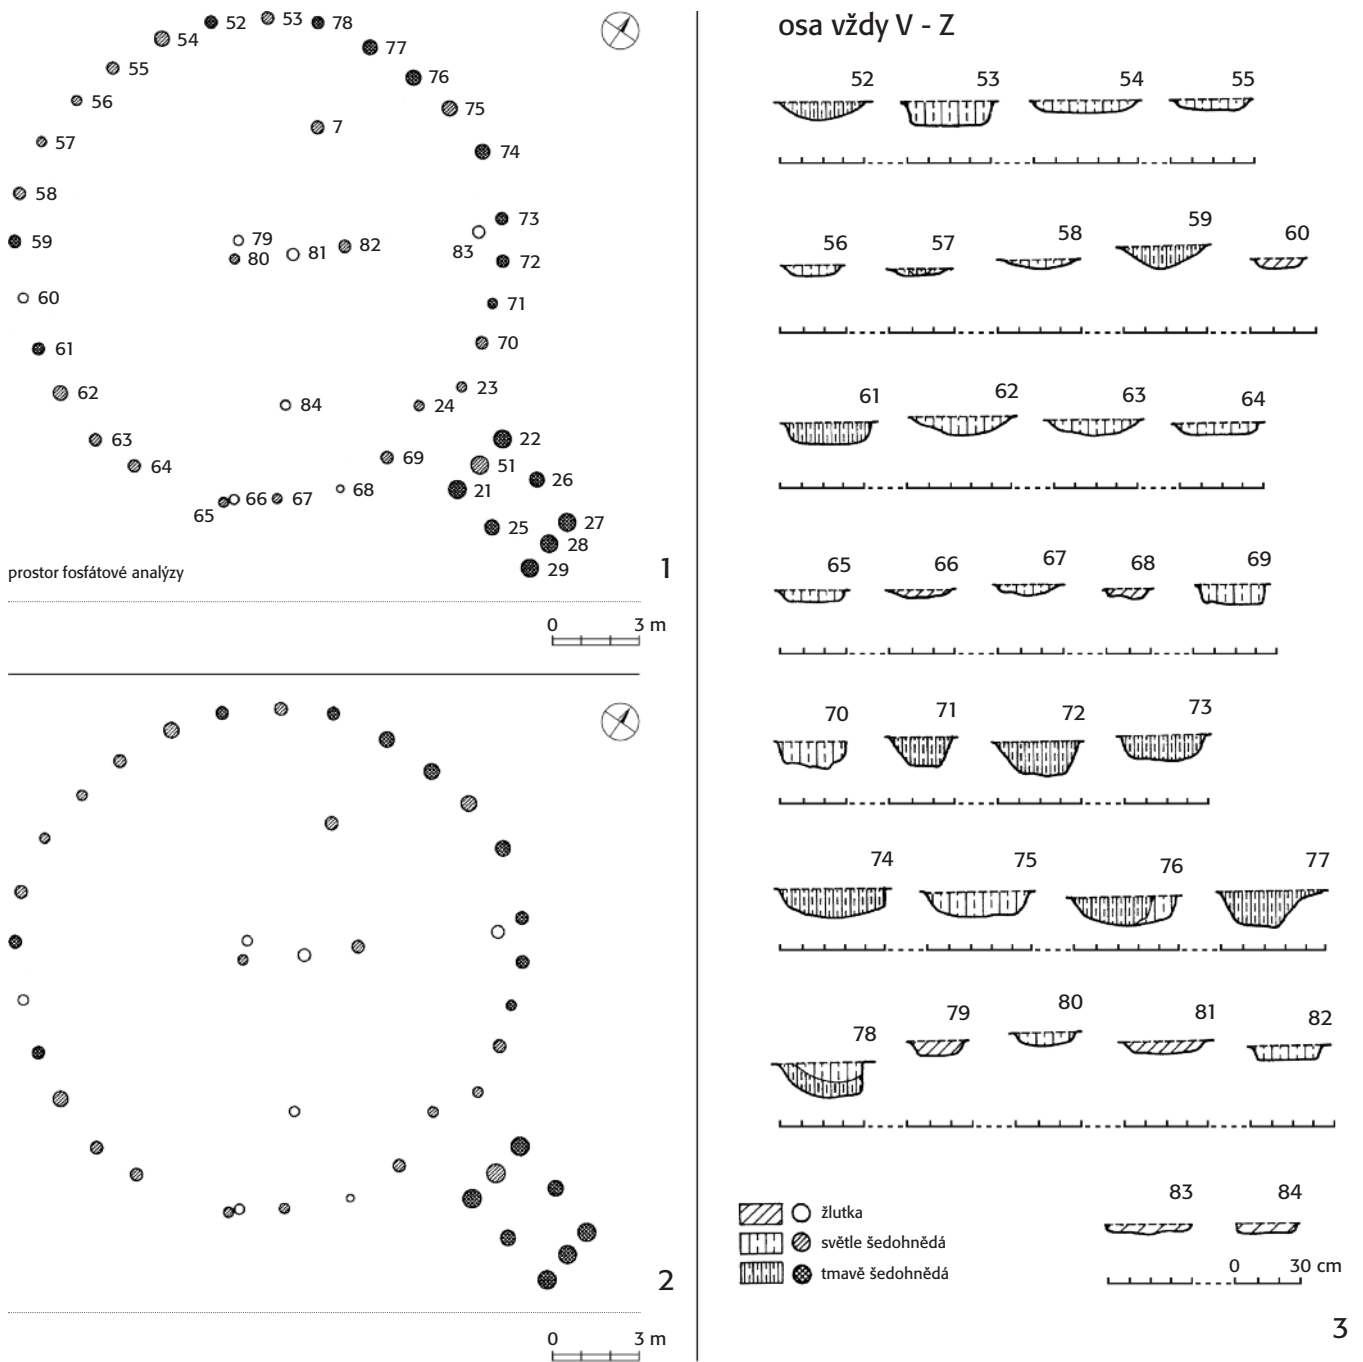 52 53 78
54 77
55 76
56 75
57 7
74
58
73
59 79 81 82 83
80 72
60 71
61 70
62 23
84 24
63 22
64 69 51
26
66 67 68 21
65 25 27
28
prostor fosfátové analýzy 29 1
0 3 m
2
0 3 m
osa vždy V - Z
52 53 54 55
56 57 58 59 60
61 62 63 64
65 66 67 68 69
70 71 72 73
74 75 76 77
78 79 80 81 82
83 84
žlutka
světle šedohnědá
tmavě šedohnědá
0 30 cm
3